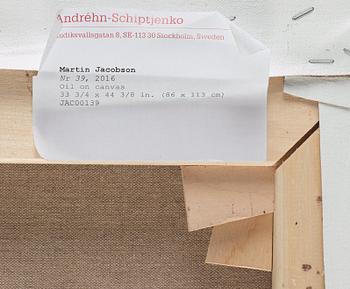 Andréhn-Schiptjenko
Hudiksvallsgatan 8, SE-113 30 Stockholm, Sweden
Martin Jacobson
Nr 39, 2016
Oil on canvas
33 3/4 x 44 3/8 in. (86 x 113 cm)
JAC00139